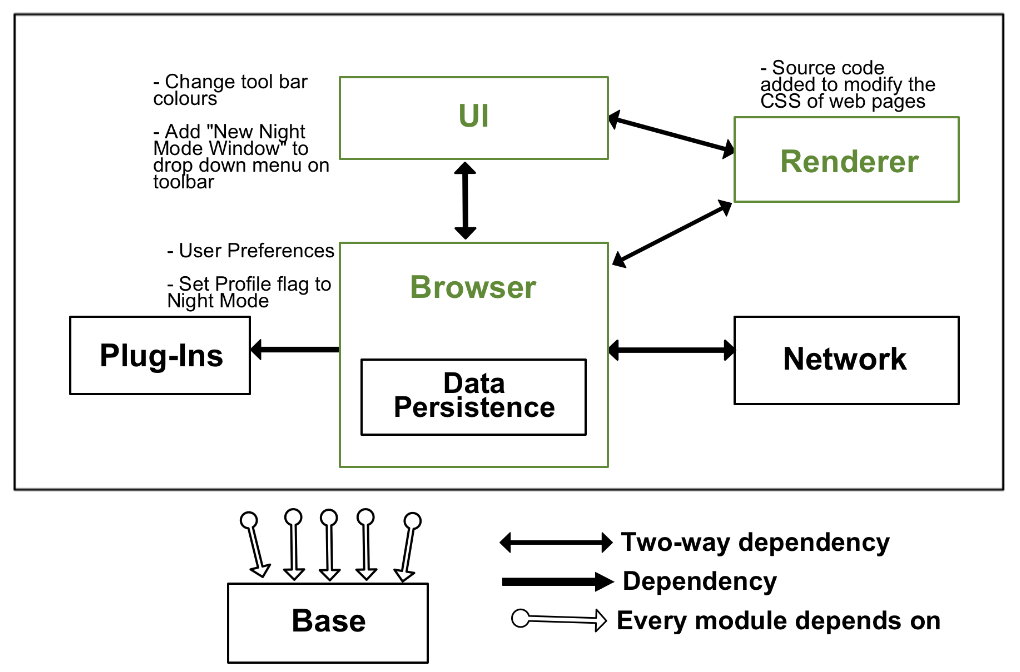 - Change tool bar
colours
- Add "New Night
Mode Window" to
drop down menu on
toolbar
UI
- Source code
added to modify the
CSS of web pages
Renderer
- User Preferences
- Set Profile flag to
Night Mode
Browser
Plug-Ins
Data
Persistence
Network
Two-way dependency
Dependency
Every module depends on
Base